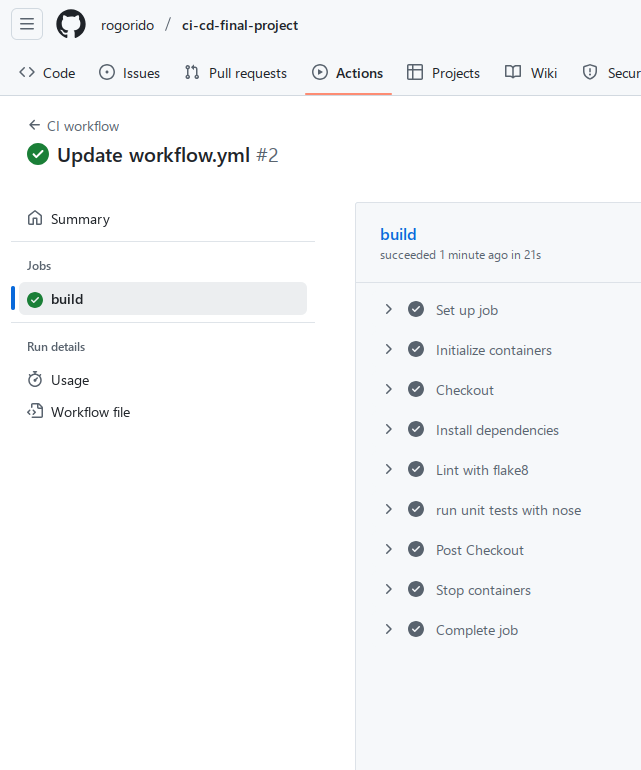 rogorido / ci-cd-final-project
Code Issues Pull requests Actions Projects Wiki
CI workflow
Update workflow.yml #2
Summary
Jobs
build
Run details
Usage
Workflow file
build
succeeded 1 minute ago in 21s
Set up job
Initialize containers
Checkout
Install dependencies
Lint with flake8
run unit tests with nose
Post Checkout
Stop containers
Complete job